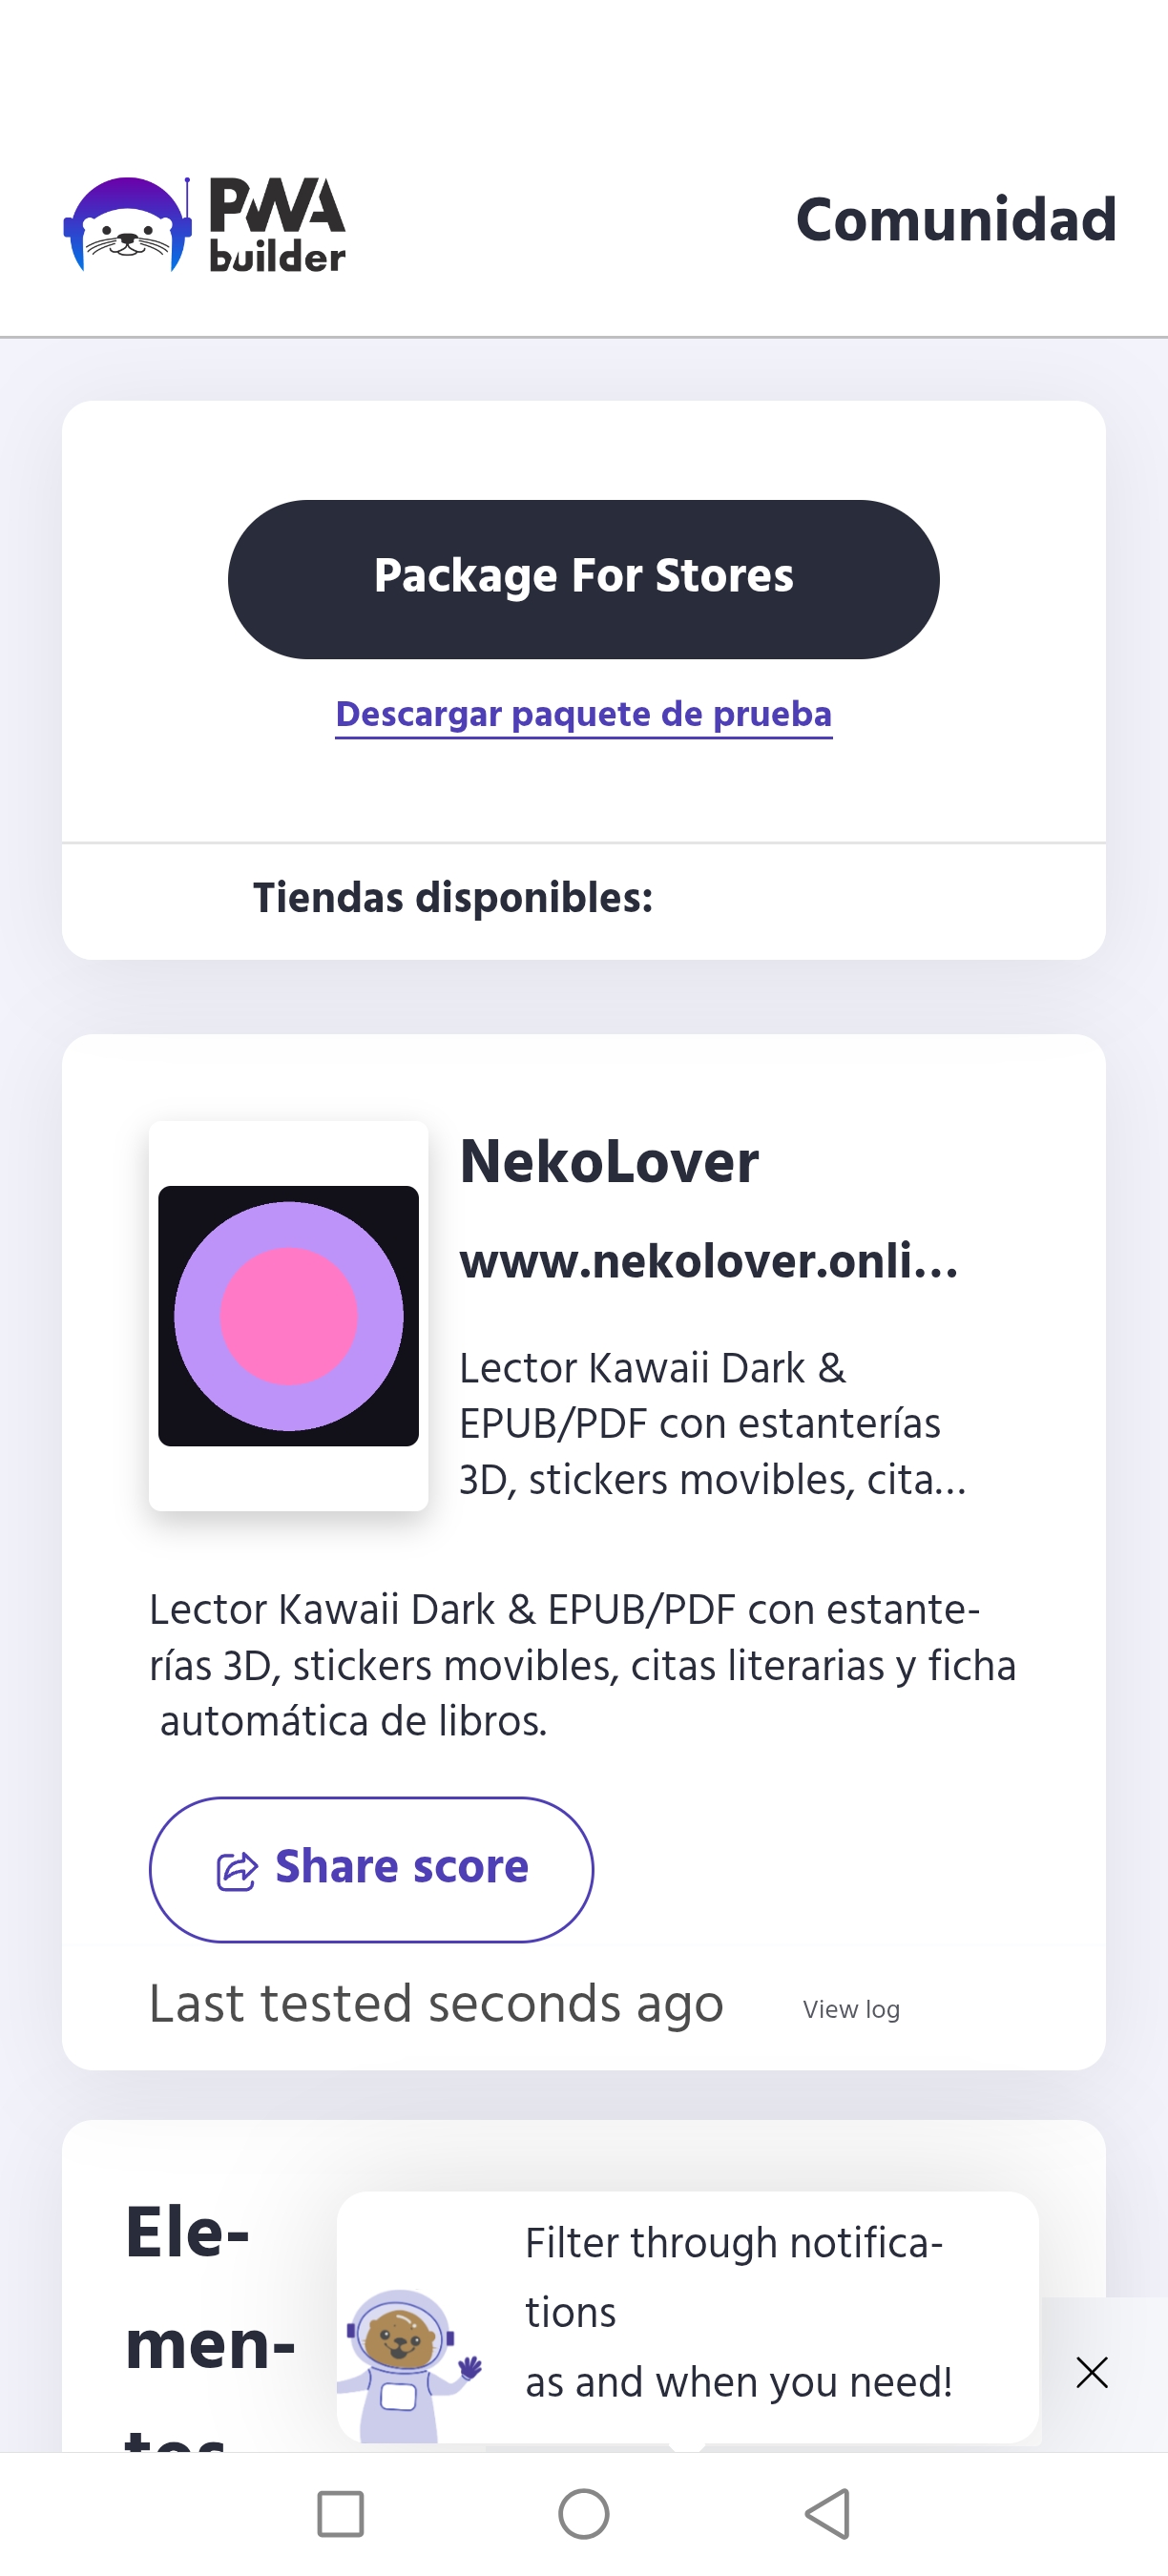 PWA
builder
Comunidad
Package For Stores
Descargar paquete de prueba
Tiendas disponibles:
NekoLover
www.nekolover.onli...
Lector Kawaii Dark &
EPUB/PDF con estanterías
3D, stickers movibles, cita...
Lector Kawaii Dark & EPUB/PDF con estante-
rías 3D, stickers movibles, citas literarias y ficha
automática de libros.
Share score
Last tested seconds ago
View log
Ele-
men-
tos
Filter through notifica-
tions
as and when you need!